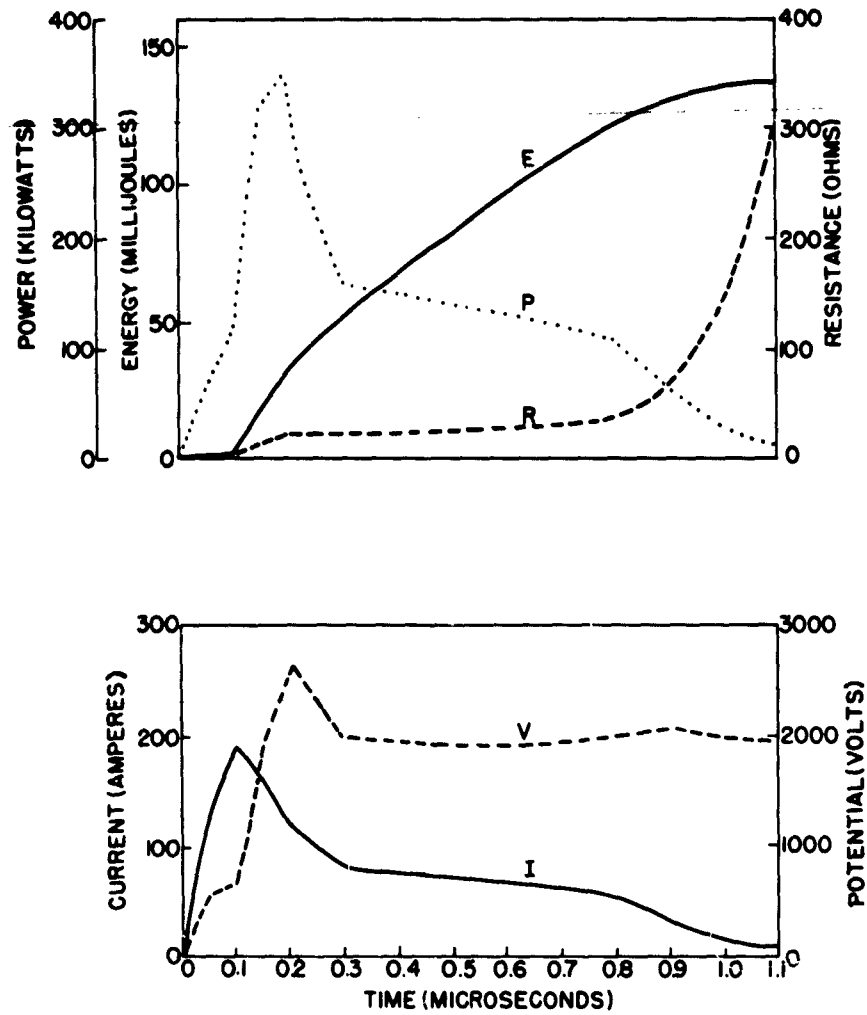 400
300
200
100
0
POWER (KILOWATTS)
150
100
50
0
ENERGY (MILLIJOULES)
E
P
R
400
300
200
100
0
RESISTANCE (OHMS)
300
200
100
0
CURRENT (AMPERES)
V
I
3000
2000
1000
0
POTENTIAL (VOLTS)
0 0.1 0.2 0.3 0.4 0.5 0.6 0.7 0.8 0.9 1.0 1.1
TIME (MICROSECONDS)